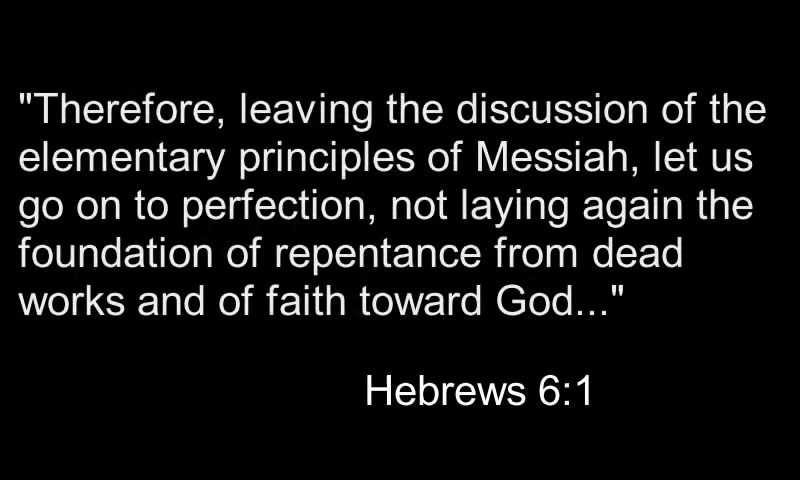 "Therefore, leaving the discussion of the
elementary principles of Messiah, let us
go on to perfection, not laying again the
foundation of repentance from dead
works and of faith toward God..."
Hebrews 6:1